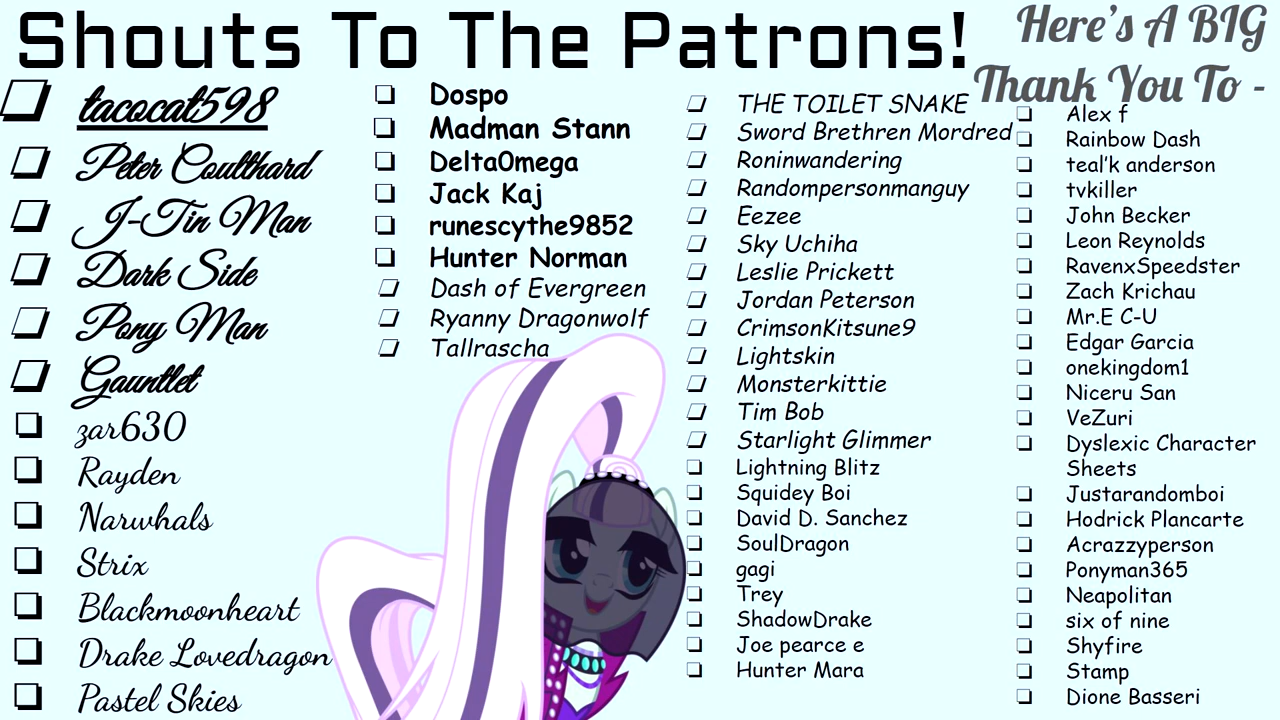 Shouts To The Patrons!
Here's A BIG
Thank You To -
tacocat598
Peter Coulthard
J-Tin Man
Dark Side
Pony Man
Gauntlet
zar630
Rayden
Narwhals
Strix
Blackmoonheart
Drake Lovedragon
Pastel Skies
Dospo
Madman Stann
Delta0mega
Jack Kaj
runescythe9852
Hunter Norman
Dash of Evergreen
Ryanny Dragonwolf
Tallrascha
THE TOILET SNAKE
Sword Brethren Mordred
Roninwandering
Randompersonmanguy
Eezee
Sky Uchiha
Leslie Prickett
Jordan Peterson
CrimsonKitsune9
Lightskin
Monsterkittie
Tim Bob
Starlight Glimmer
Lightning Blitz
Squidey Boi
David D. Sanchez
SoulDragon
gagi
Trey
ShadowDrake
Joe pearce e
Hunter Mara
Alex f
Rainbow Dash
teal'k anderson
tvkiller
John Becker
Leon Reynolds
RavenxSpeedster
Zach Krichau
Mr.E C-U
Edgar Garcia
onekingdom1
Niceru San
VeZuri
Dyslexic Character
Sheets
Justarandomboi
Hodrick Plancarte
Acrazzyperson
Ponyman365
Neapolitan
six of nine
Shyfire
Stamp
Dione Basseri